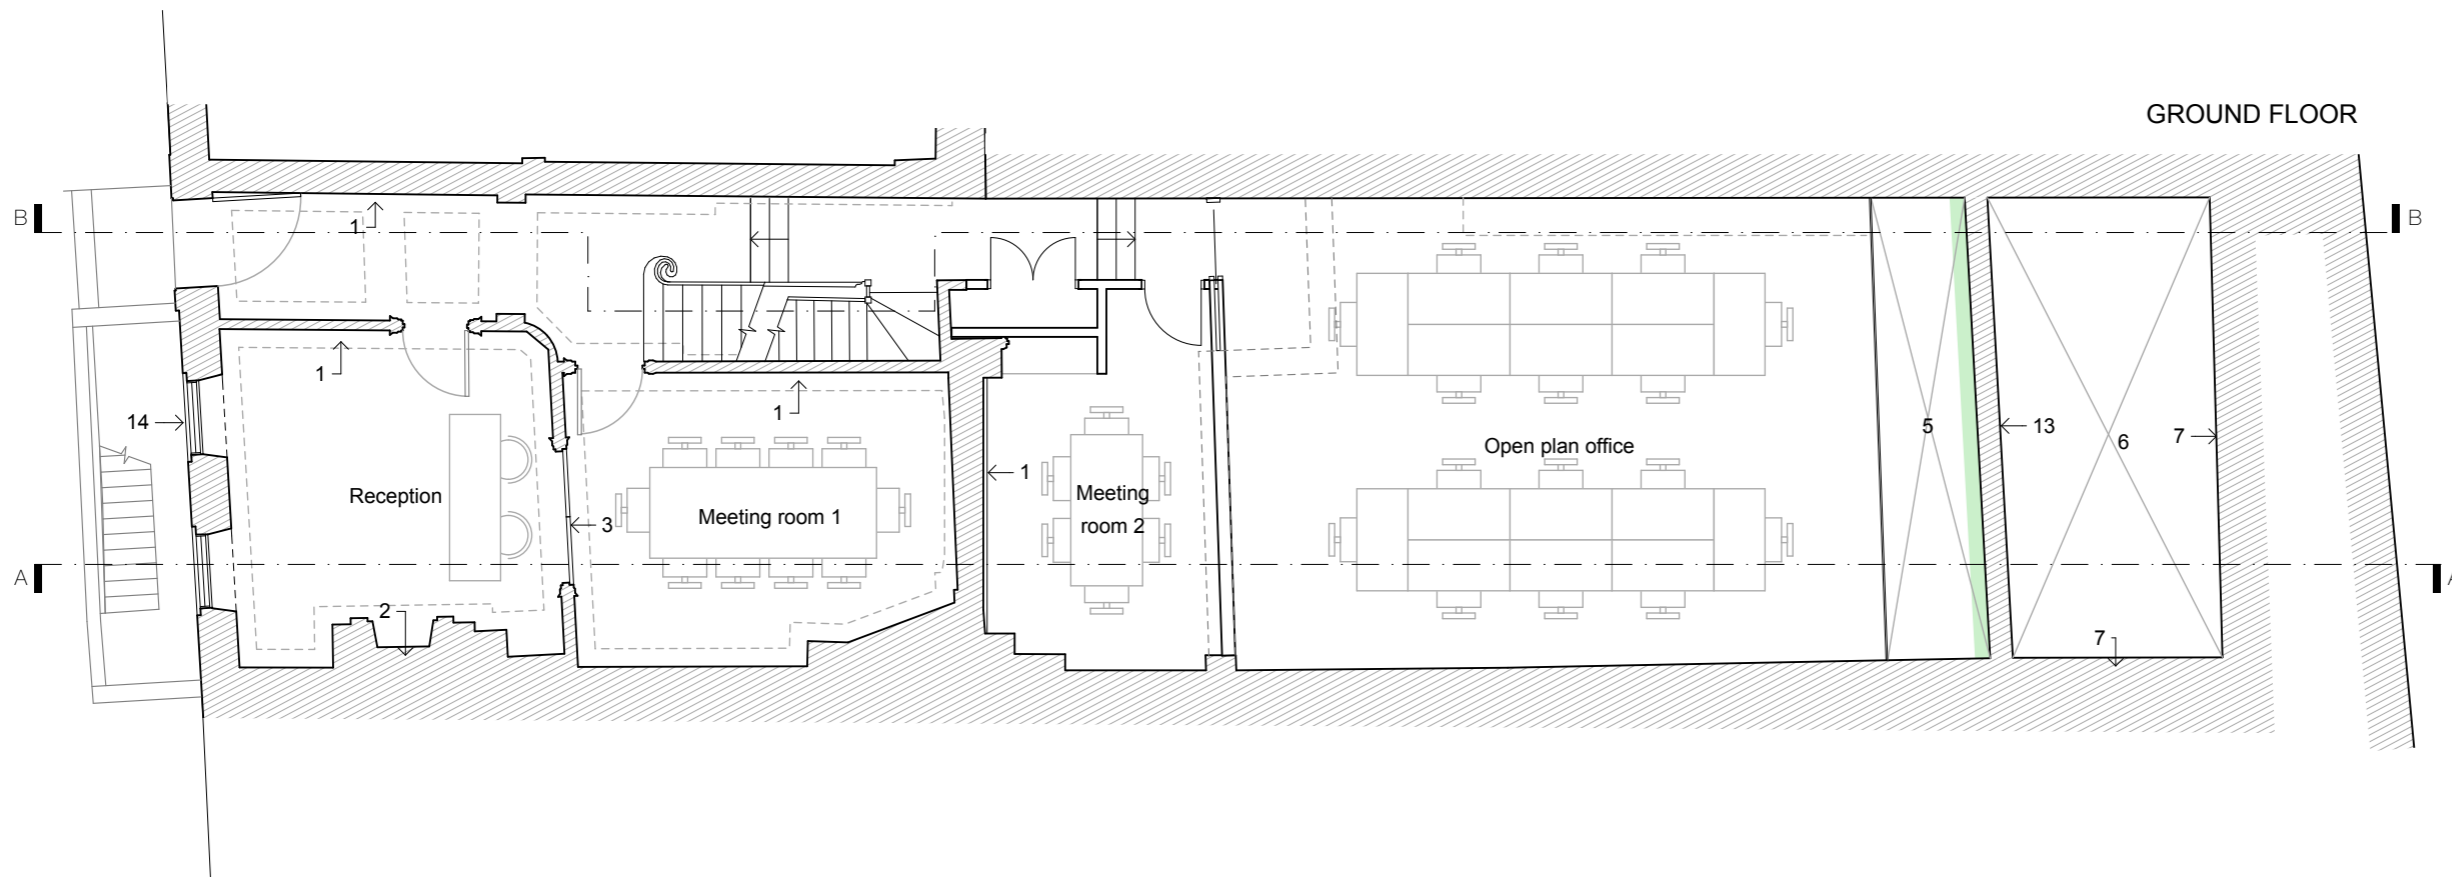 GROUND FLOOR
B
B
1
1
14
1
5
13
6
7
Open plan office
1
Reception
Meeting room 1
3
Meeting
room 2
A
A
2
7